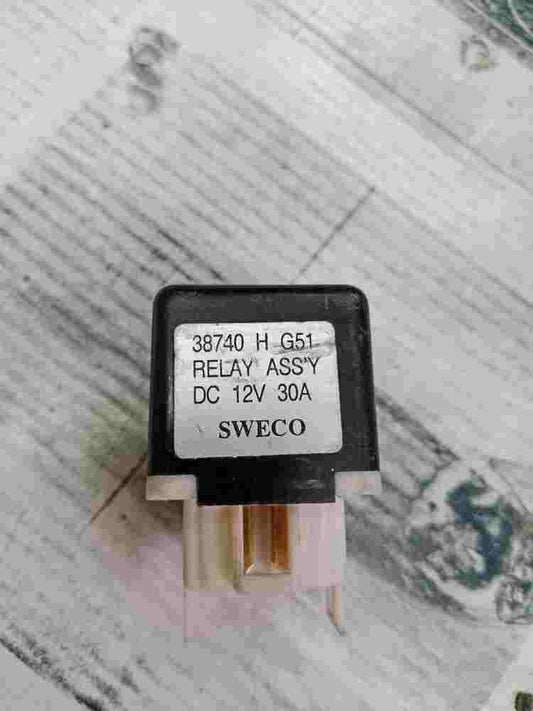 38740 H G51
RELAY ASS'Y
DC 12V 30A
SWECO